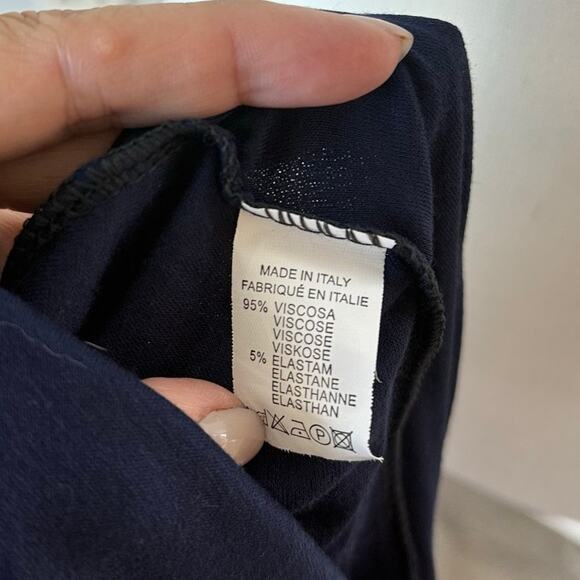 MADE IN ITALY
FABRIQUÉ EN ITALIE
95% VISCOSA
VISCOSE
VISCOSE
VISKOSE
5% ELASTAM
ELASTANE
ELASTHANNE
ELASTHAN
P